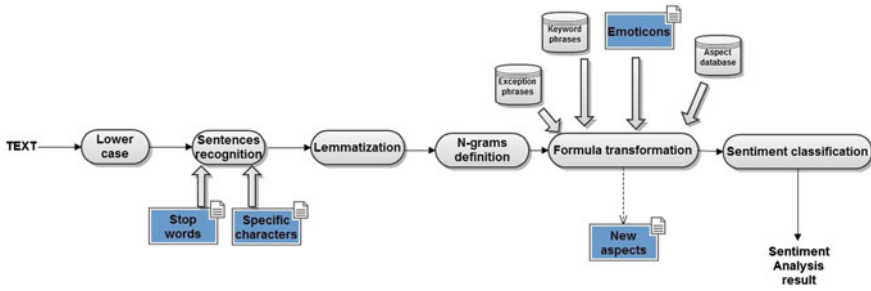 Keyword
phrases
Emoticons
Exception
phrases
Aspect
database
TEXT
Lower
case
Sentences
recognition
Lemmatization
N-grams
definition
Formula transformation
Sentiment classification
Stop
words
Specific
characters
New
aspects
Sentiment
Analysis
result